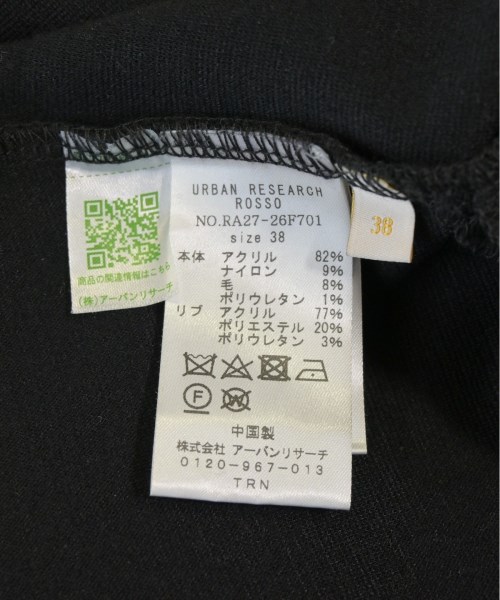 URBAN RESEARCH
ROSSO
NO.RA27-26F701
size 38
本体 アクリル 82%
ナイロン 9%
毛 8%
ポリウレタン 1%
リブ アクリル 77%
ポリエステル 20%
ポリウレタン 3%
F W
中国製
株式会社 アーバンリサーチ
0120-967-013
TRN
商品の関連情報はこちら
(株)アーバンリサーチ
38